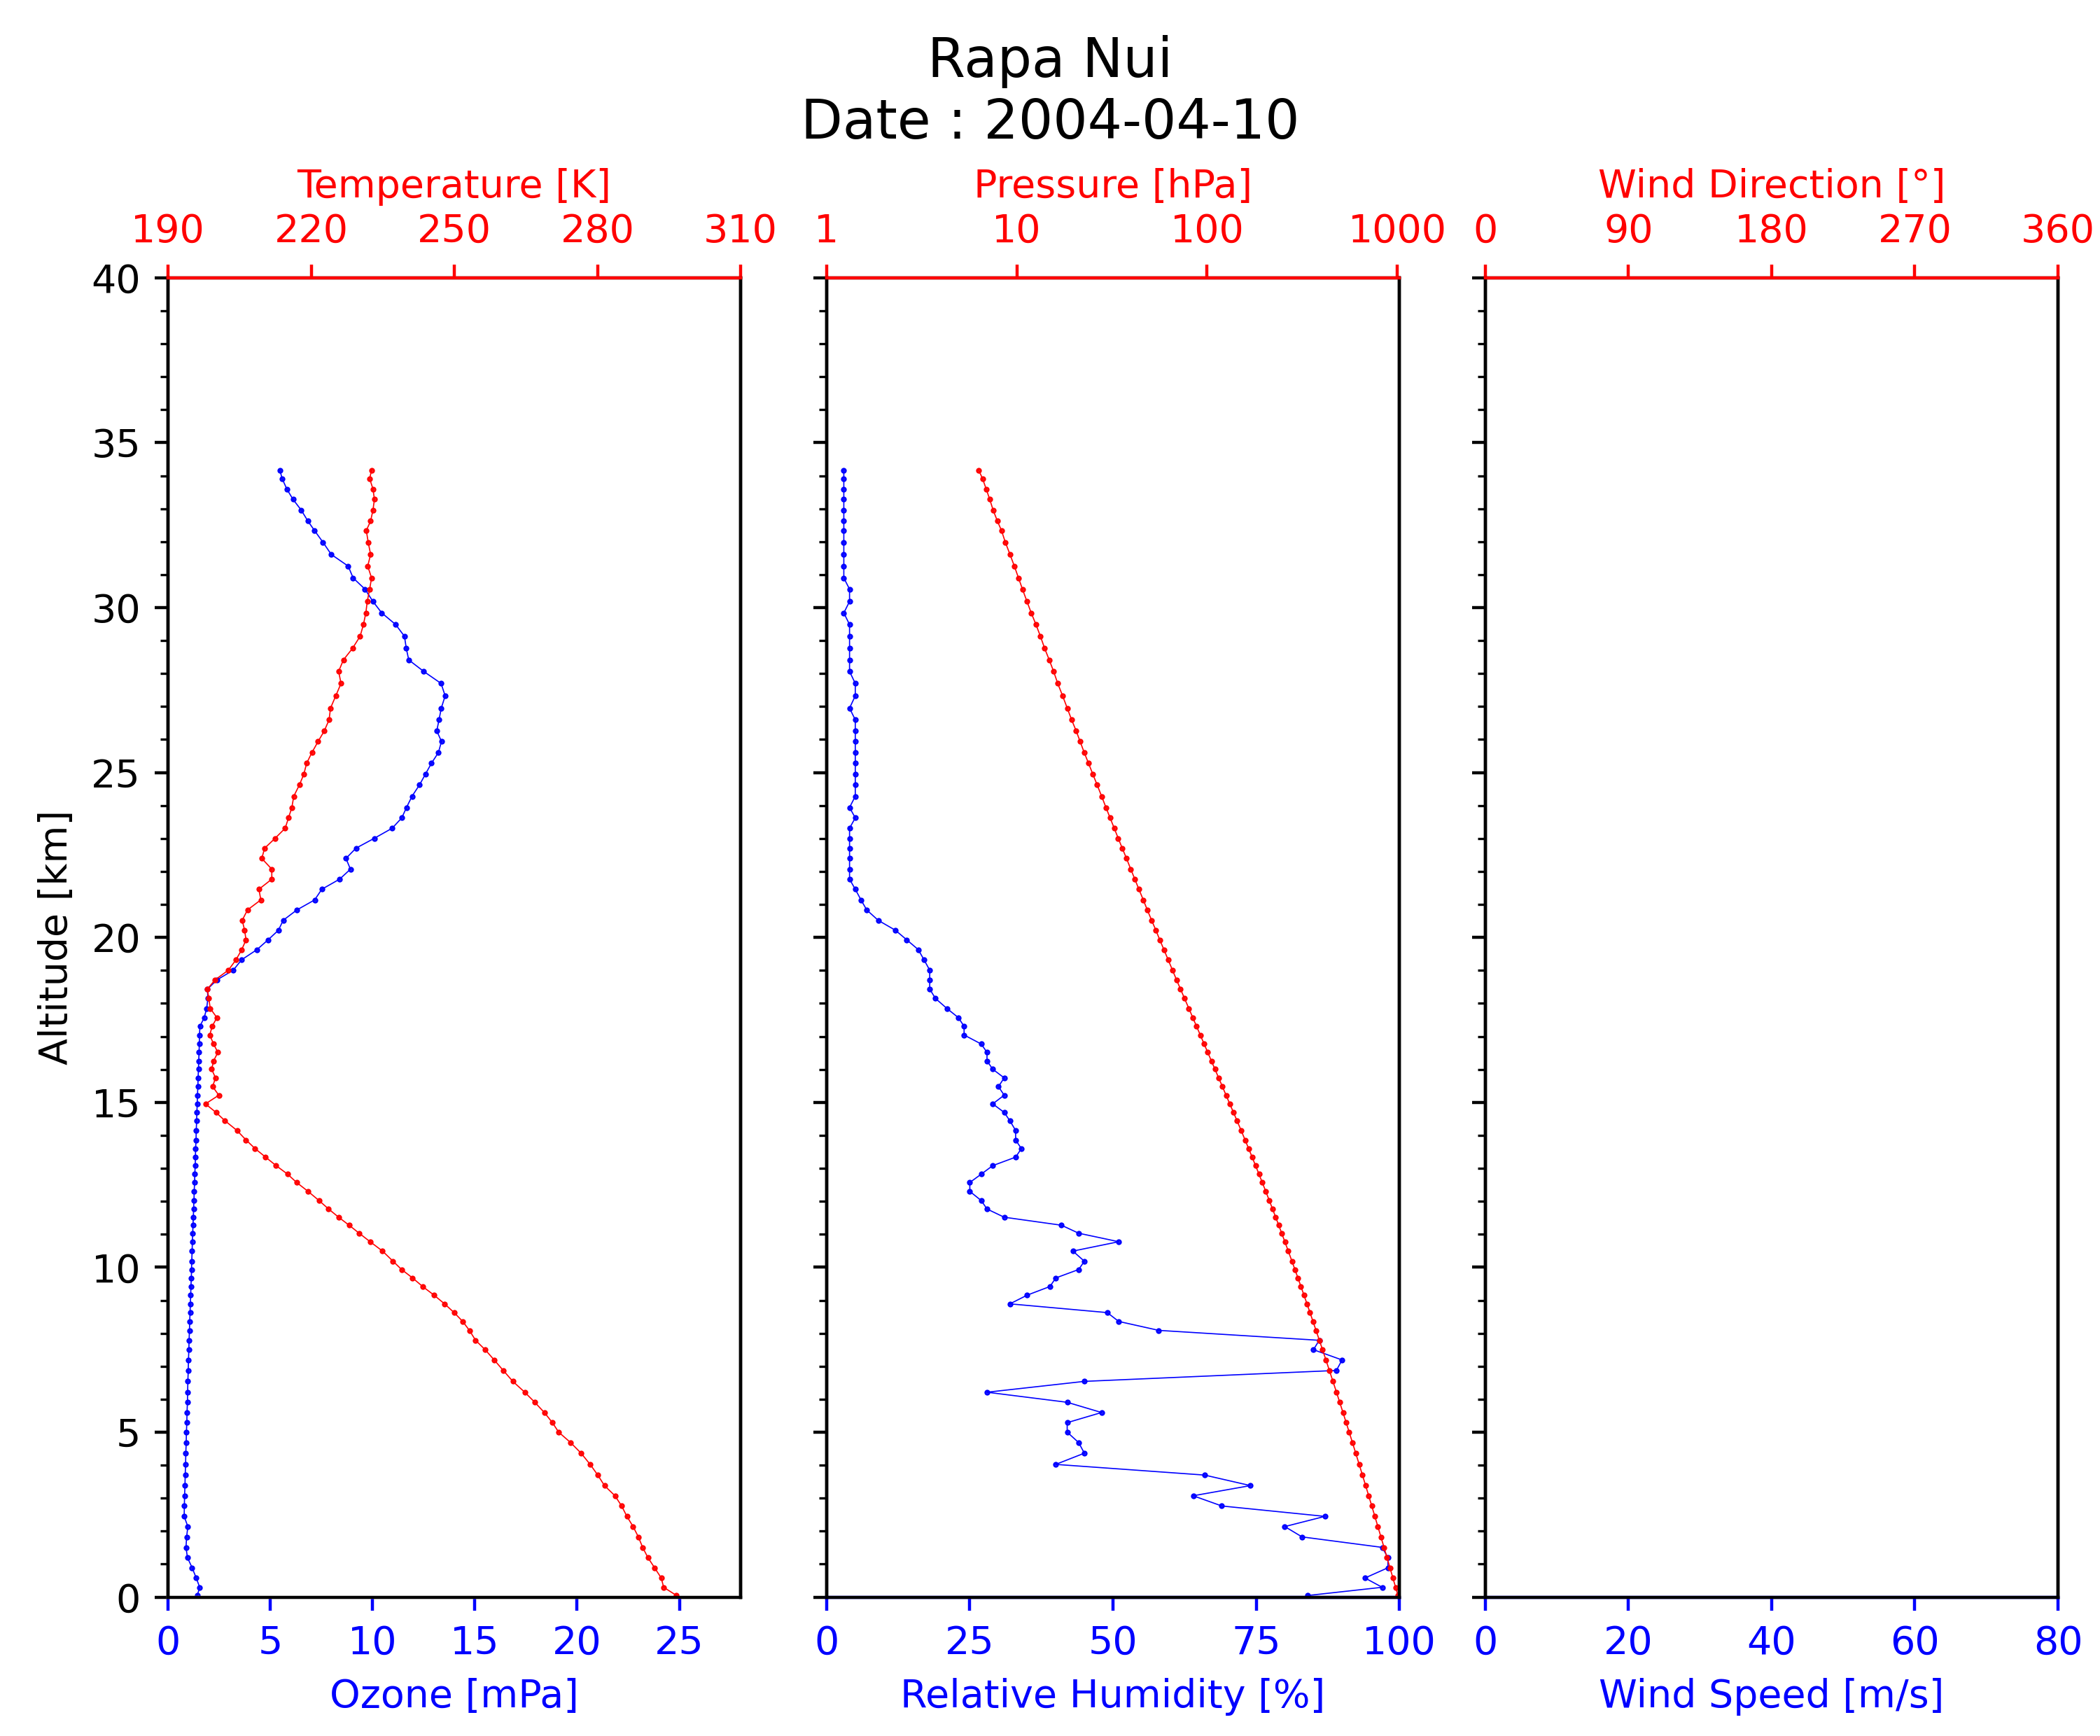 Rapa Nui
Date : 2004-04-10
Temperature [K]
190 220 250 280 310
Pressure [hPa]
1 10 100 1000
Wind Direction [°]
0 90 180 270 360
Altitude [km]
40
35
30
25
20
15
10
5
0
0 5 10 15 20 25
Ozone [mPa]
0 25 50 75 100
Relative Humidity [%]
0 20 40 60 80
Wind Speed [m/s]